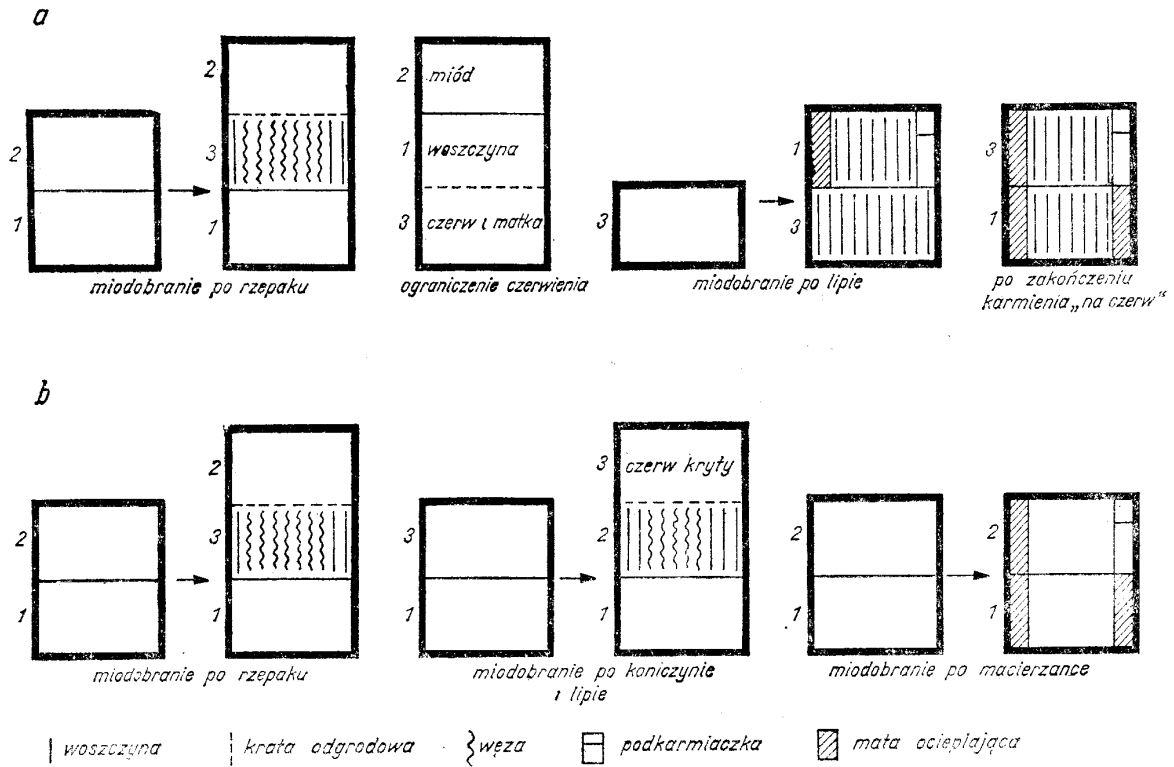 a
2
1
2
3
1
miodobranie po rzepaku
2 miód
1 woszczyna
3 czerw i matka
ograniczenie czerwienia
3
1
3
miodobranie po lipie
3
1
po zakończeniu
karmienia „na czerw"
b
2
1
2
3
1
miodobranie po rzepaku
3
1
3 czerw kryty
2
1
miodobranie po koniczynie
i lipie
2
1
2
1
miodobranie po macierzance
woszczyna
krata odgrodowa
węza
podkarmiaczka
mata ocieplająca